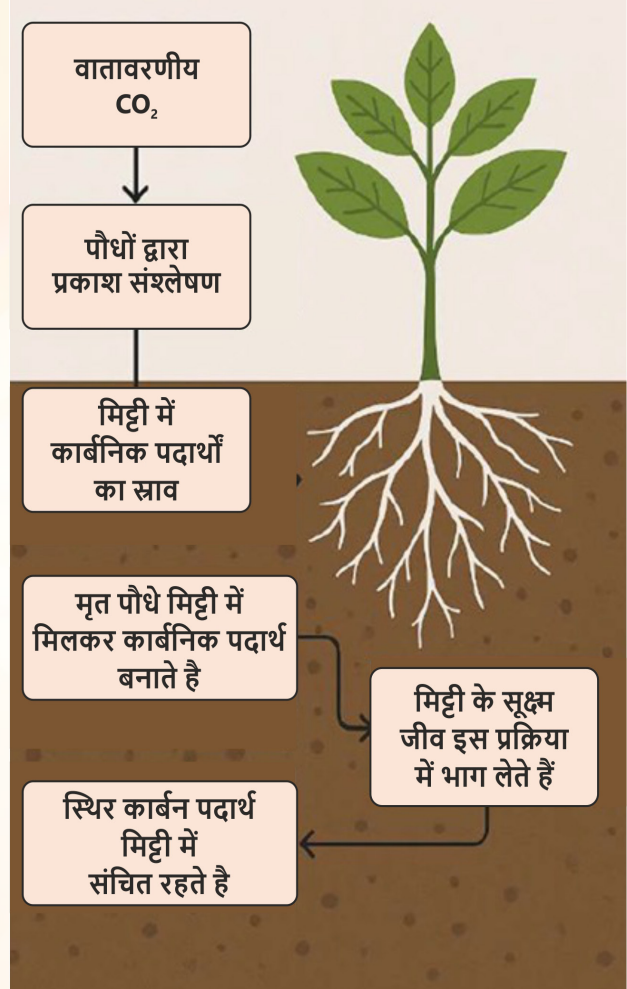 वातावरणीय
CO₂
पौधों द्वारा
प्रकाश संश्लेषण
मिट्टी में
कार्बनिक पदार्थों
का स्राव
मृत पौधे मिट्टी में
मिलकर कार्बनिक पदार्थ
बनाते है
मिट्टी के सूक्ष्म
जीव इस प्रक्रिया
में भाग लेते हैं
स्थिर कार्बन पदार्थ
मिट्टी में
संचित रहते है